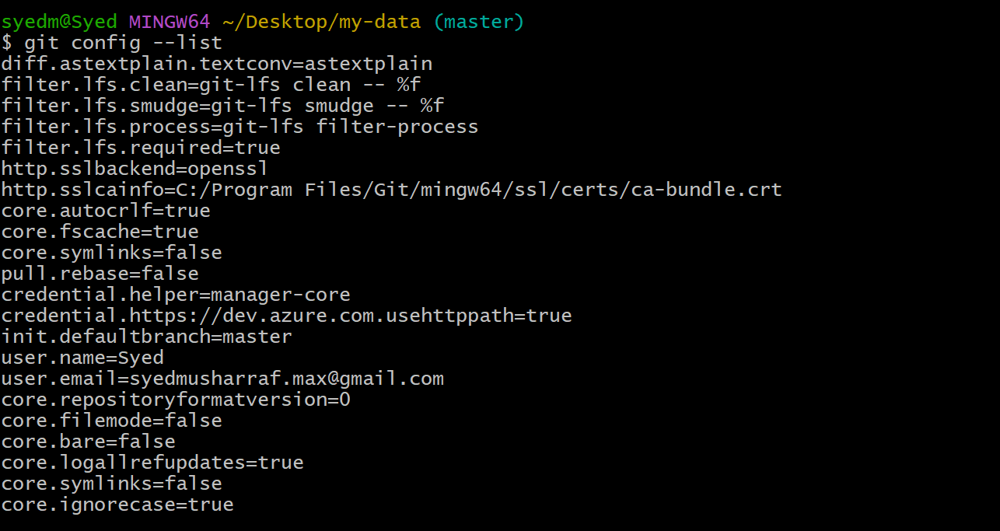 syedm@Syed MINGW64 ~/Desktop/my-data (master)
$ git config --list
diff.astextplain.textconv=astextplain
filter.lfs.clean=git-lfs clean -- %f
filter.lfs.smudge=git-lfs smudge -- %f
filter.lfs.process=git-lfs filter-process
filter.lfs.required=true
http.sslbackend=openssl
http.sslcainfo=C:/Program Files/Git/mingw64/ssl/certs/ca-bundle.crt
core.autocrlf=true
core.fscache=true
core.symlinks=false
pull.rebase=false
credential.helper=manager-core
credential.https://dev.azure.com.usehttppath=true
init.defaultbranch=master
user.name=Syed
user.email=syedmusharraf.max@gmail.com
core.repositoryformatversion=0
core.filemode=false
core.bare=false
core.logallrefupdates=true
core.symlinks=false
core.ignorecase=true